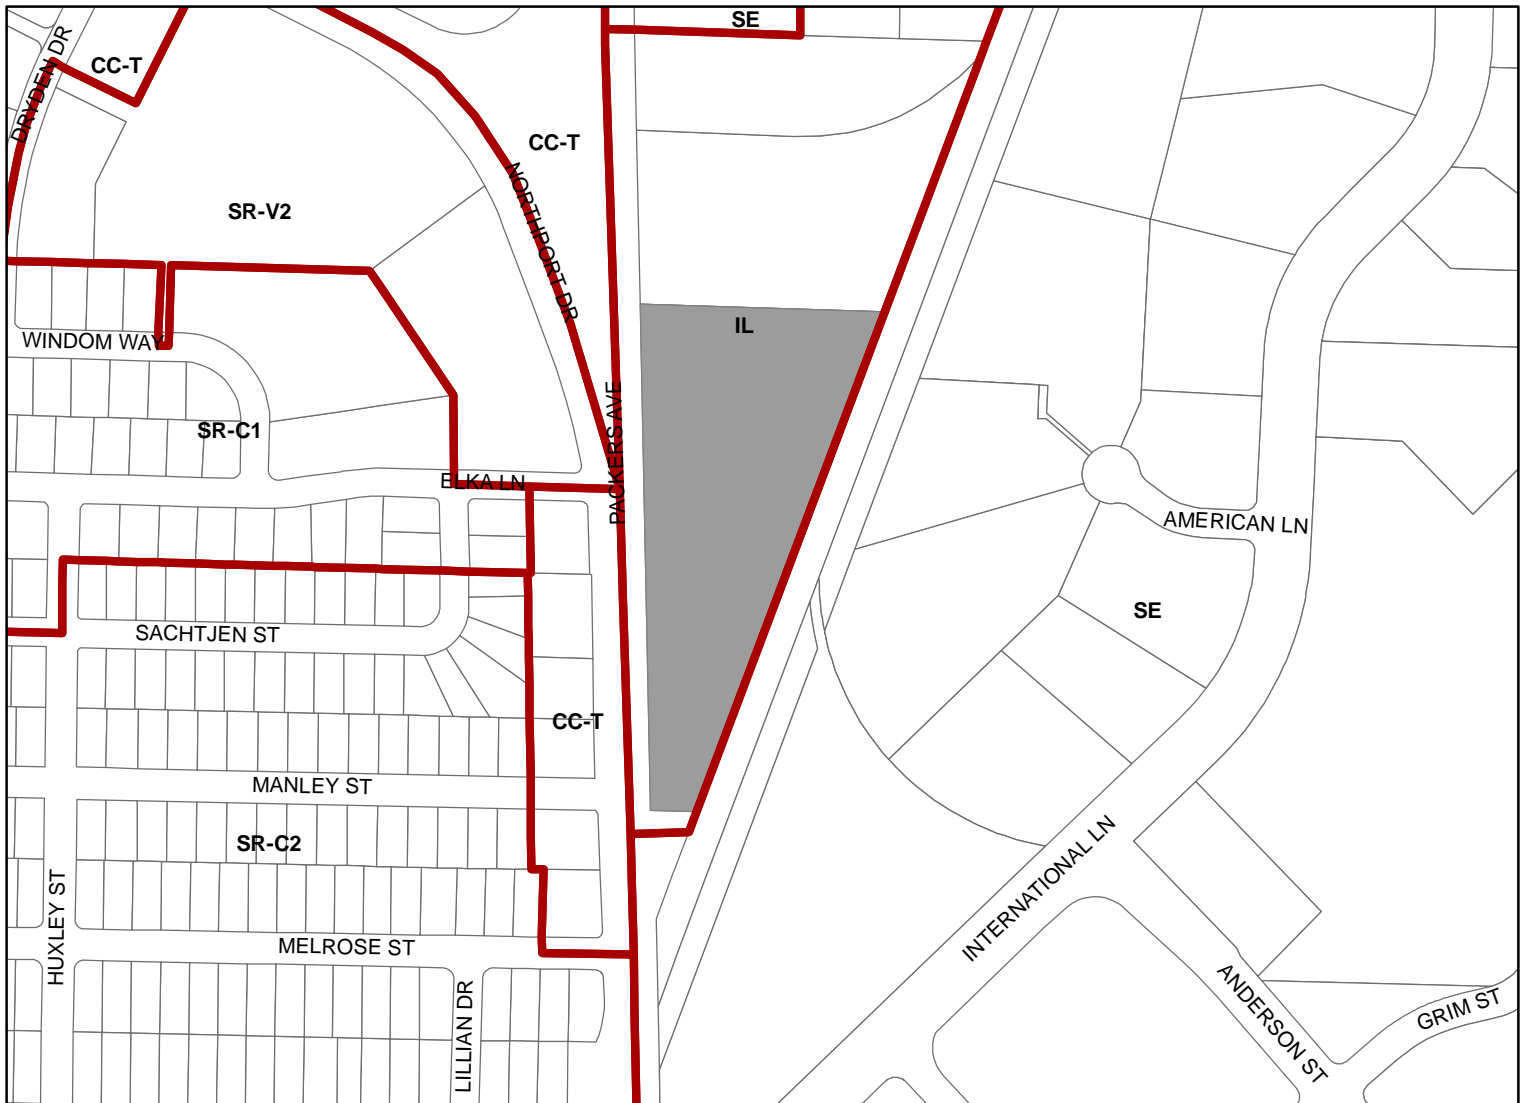 SE
DRYDEN DR
CC-T
CC-T
NORTHPORT DR
SR-V2
IL
WINDOM WAY
PACKERS AVE
SR-C1
ELKA LN
AMERICAN LN
SE
SACHTJEN ST
CC-T
MANLEY ST
SR-C2
INTERNATIONAL LN
HUXLEY ST
MELROSE ST
LILLIAN DR
ANDERSON ST
GRIM ST